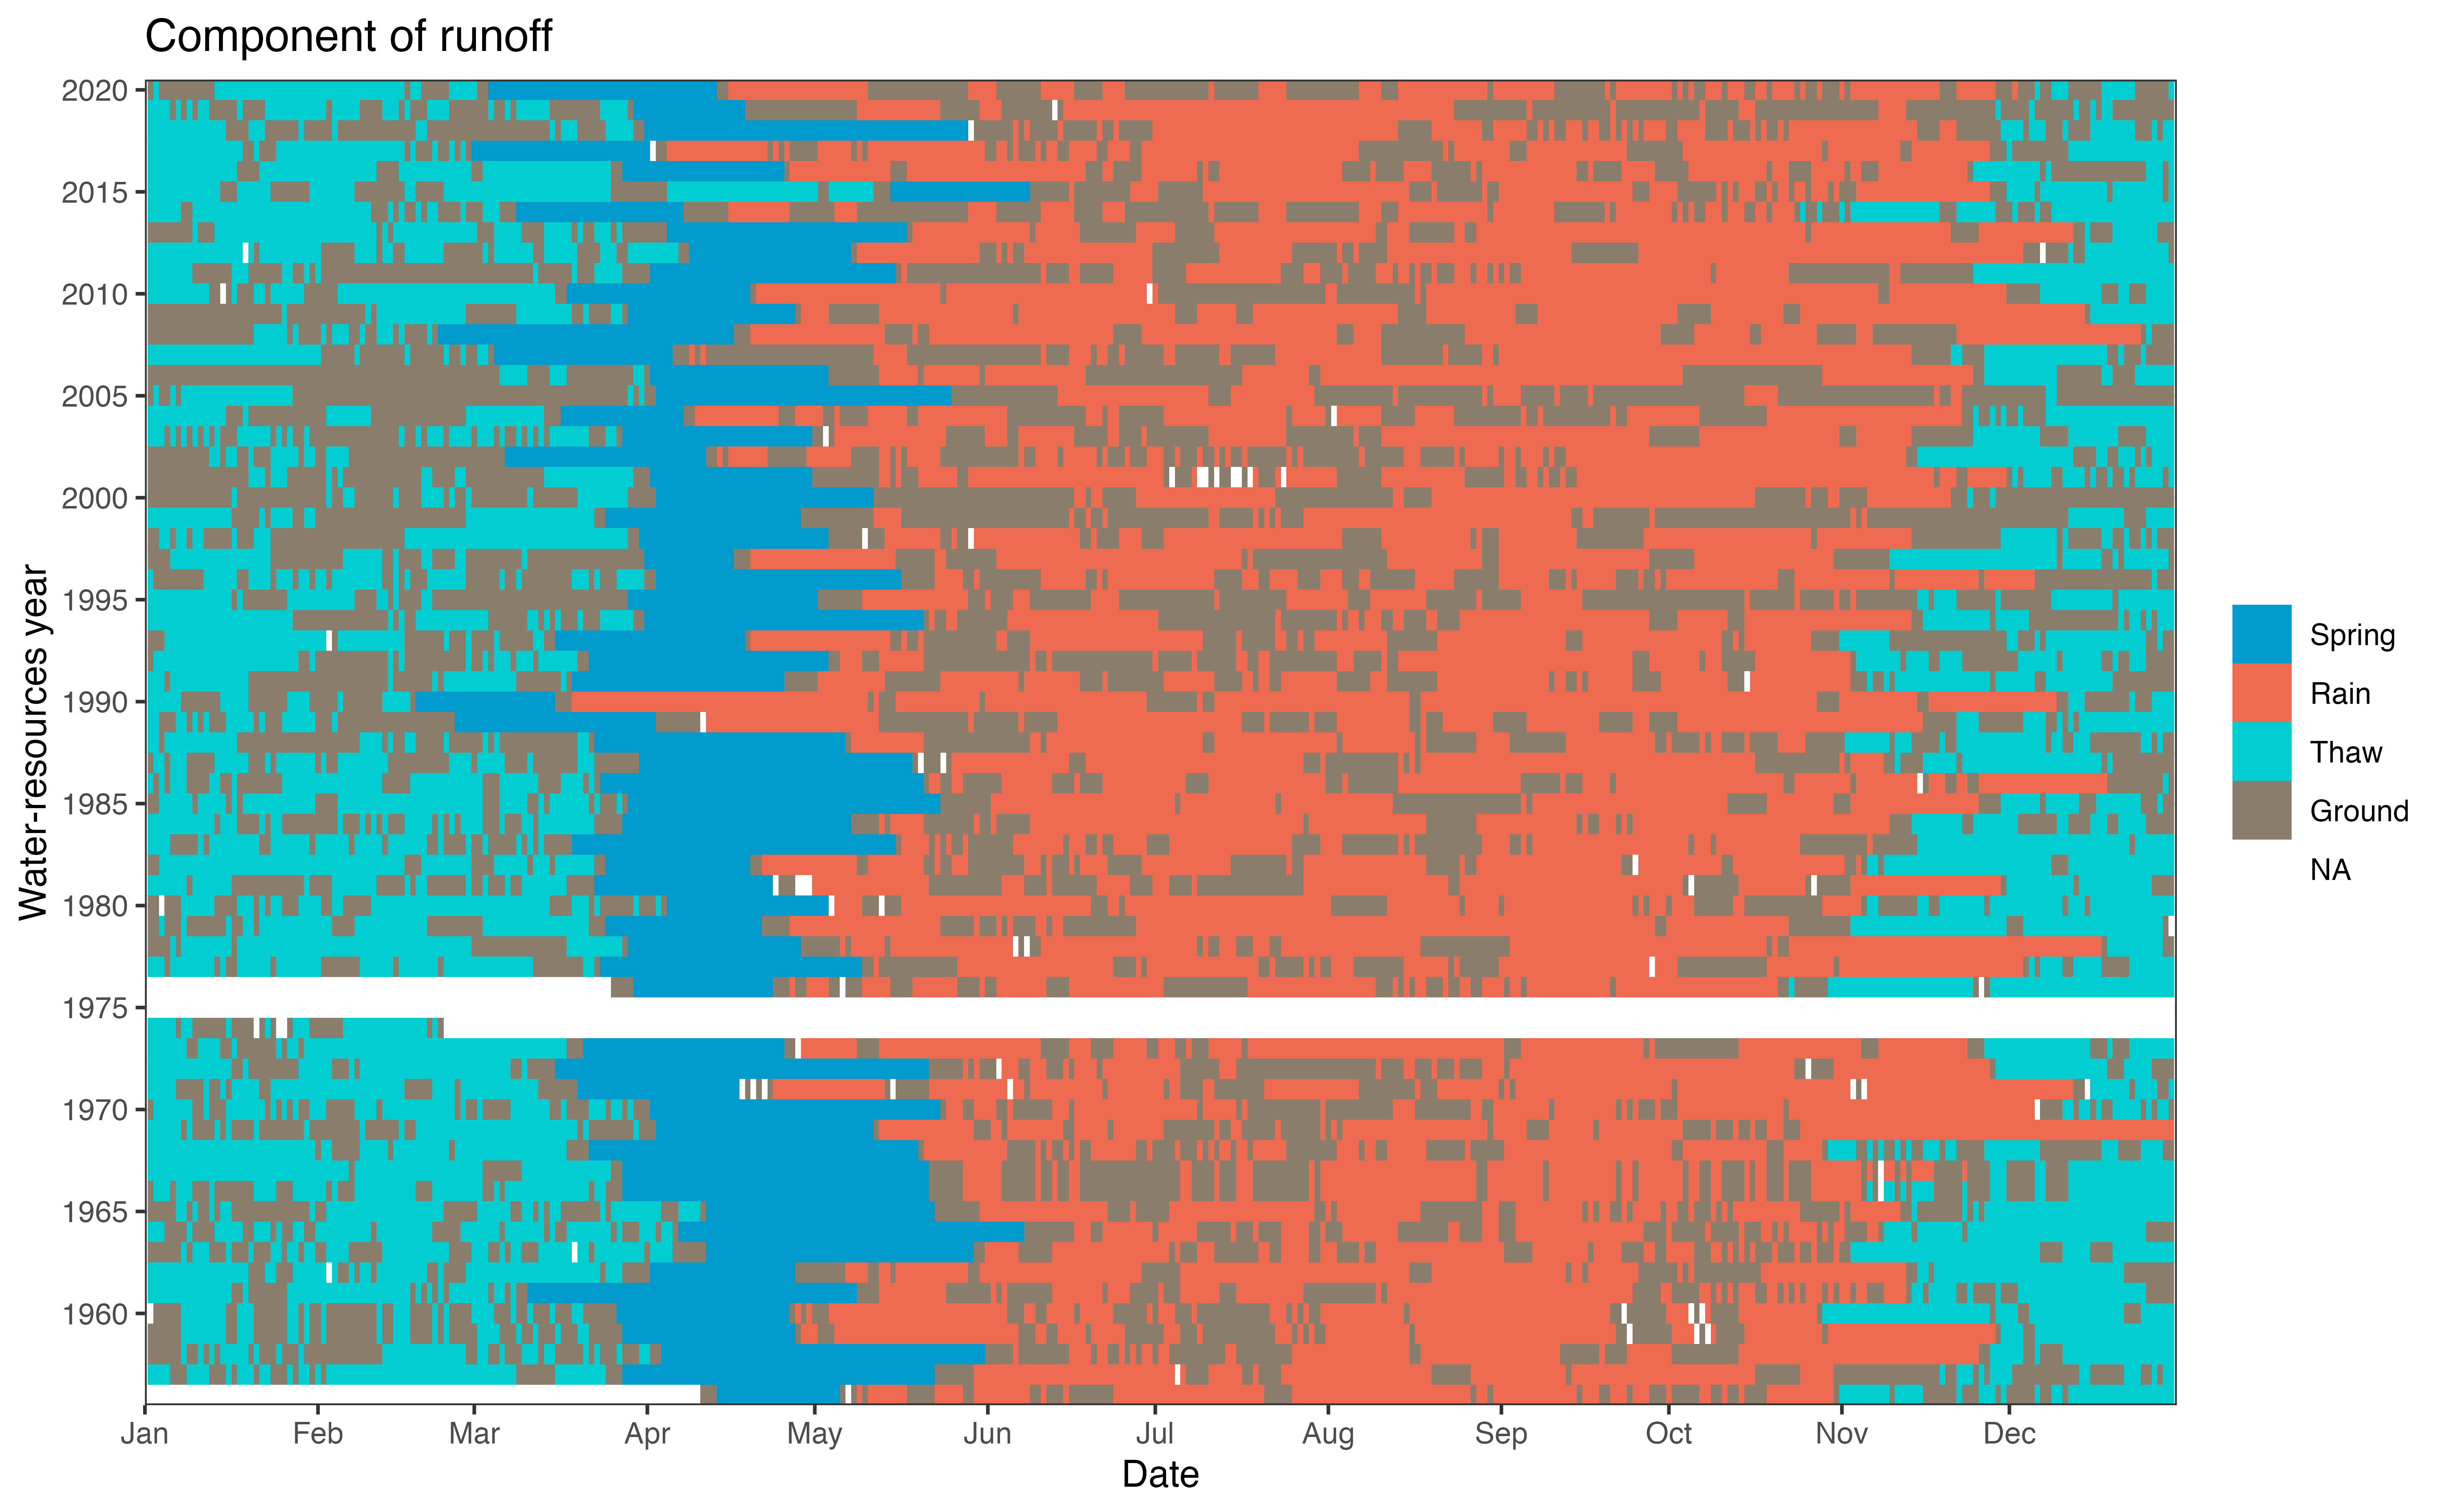 Component of runoff
Water-resources year
2020
2015
2010
2005
2000
1995
1990
1985
1980
1975
1970
1965
1960
Jan Feb Mar Apr May Jun Jul Aug Sep Oct Nov Dec
Date
Spring
Rain
Thaw
Ground
NA